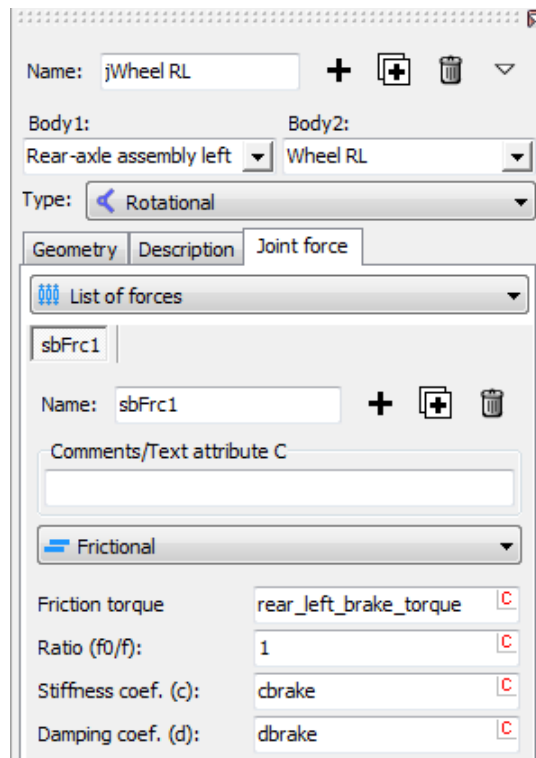 Name: jWheel RL
Body1: Body2:
Rear-axle assembly left Wheel RL
Type: Rotational
Geometry Description Joint force
List of forces
sbFrc1
Name: sbFrc1
Comments/Text attribute C
Frictional
Friction torque rear_left_brake_torque C
Ratio (f0/f): 1 C
Stiffness coef. (c): cbrake C
Damping coef. (d): dbrake C